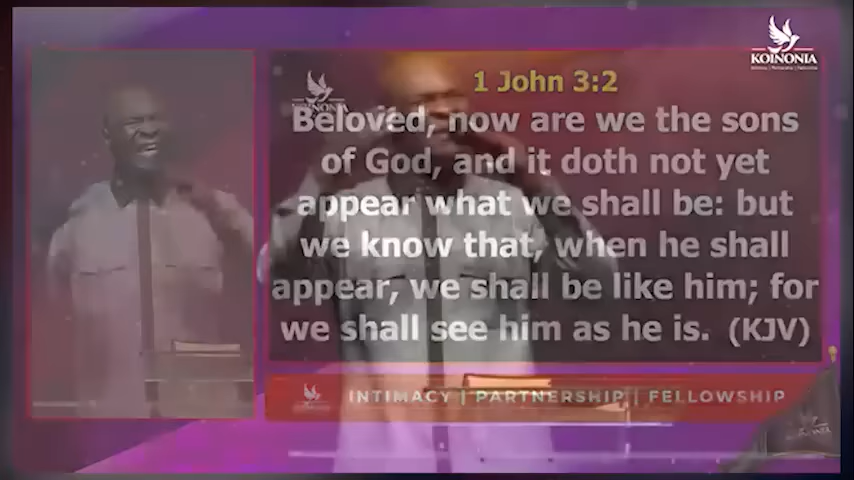 KOINONIA
1 John 3:2
KOINONIA
Beloved, now are we the sons
of God, and it doth not yet
appear what we shall be: but
we know that, when he shall
appear, we shall be like him; for
we shall see him as he is. (KJV)
INTIMACY | PARTNERSHIP | FELLOWSHIP